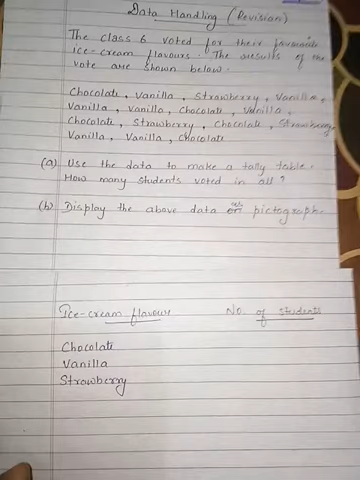 Data Handling (Revision)
The class 6 voted for their favourite
ice-cream flavours. The results of the
vote are shown below.
Chocolate, Vanilla, Strawberry, Vanilla,
Vanilla, Vanilla, Chocolate, Vanilla,
Chocolate, Strawberry, Chocolate, Strawberry
Vanilla, Vanilla, Chocolate
(a) Use the data to make a tally table.
How many students voted in all?
(b) Display the above data on pictograph.
Ice-cream flavour No. of students
Chocolate
Vanilla
Strawberry